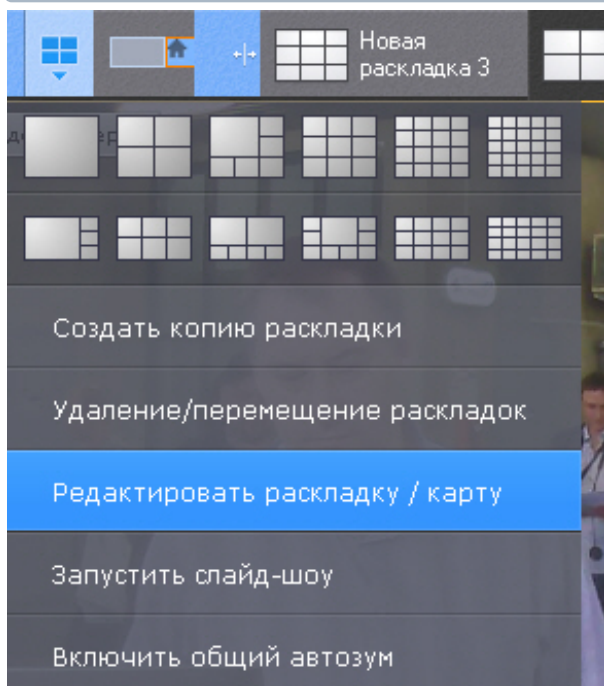 Новая
раскладка 3
Создать копию раскладки
Удаление/перемещение раскладок
Редактировать раскладку / карту
Запустить слайд-шоу
Включить общий автозум